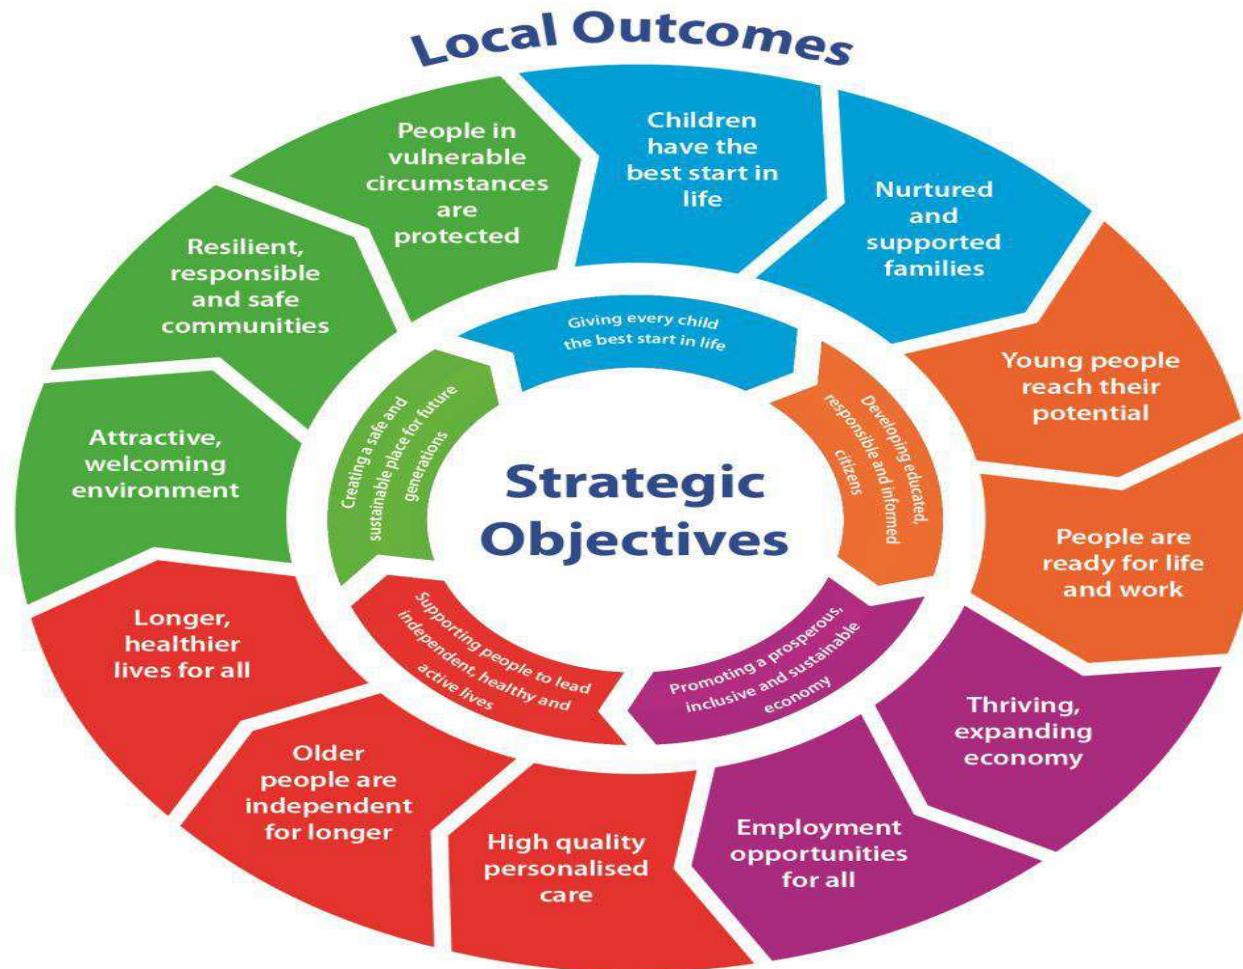 Local Outcomes
Children
have the
best start in
life
Nurtured
and
supported
families
Young people
reach their
potential
People are
ready for life
and work
Thriving,
expanding
economy
Employment
opportunities
for all
High quality
personalised
care
Older
people are
independent
for longer
Longer,
healthier
lives for all
Attractive,
welcoming
environment
Resilient,
responsible
and safe
communities
People in
vulnerable
circumstances
are
protected
Giving every child
the best start in life
Developing educated,
responsible and informed
citizens
Promoting a prosperous,
inclusive and sustainable
economy
Supporting people to lead
independent, healthy and
active lives
Creating a safe and
sustainable place for future
generations
Strategic
Objectives